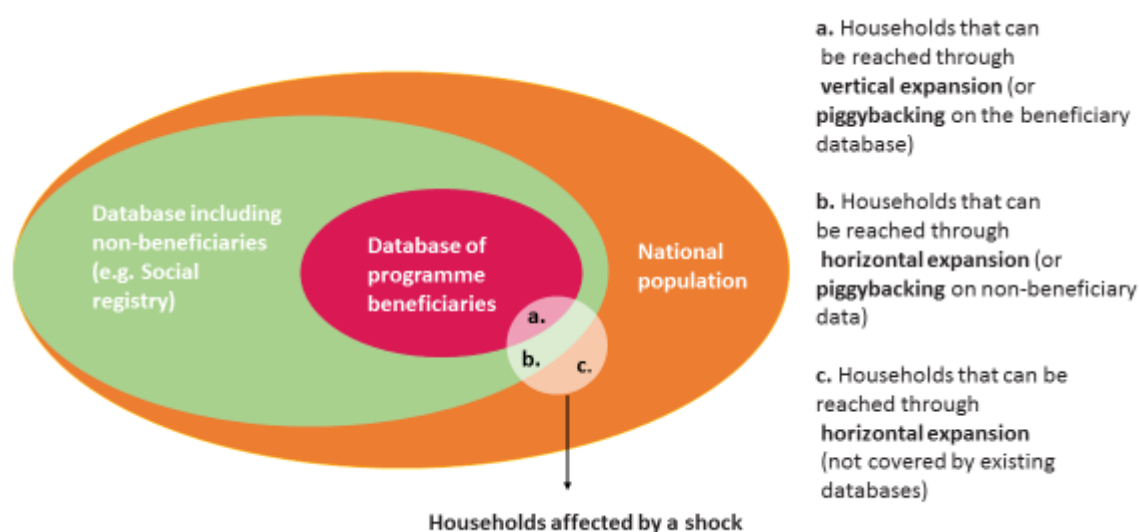 Database including
non-beneficiaries
(e.g. Social
registry)
Database of
programme
beneficiaries
National
population
a.
b.
c.
Households affected by a shock
a. Households that can
be reached through
vertical expansion (or
piggybacking on the beneficiary
database)
b. Households that can
be reached through
horizontal expansion (or
piggybacking on non-beneficiary
data)
c. Households that can be
reached through
horizontal expansion
(not covered by existing
databases)